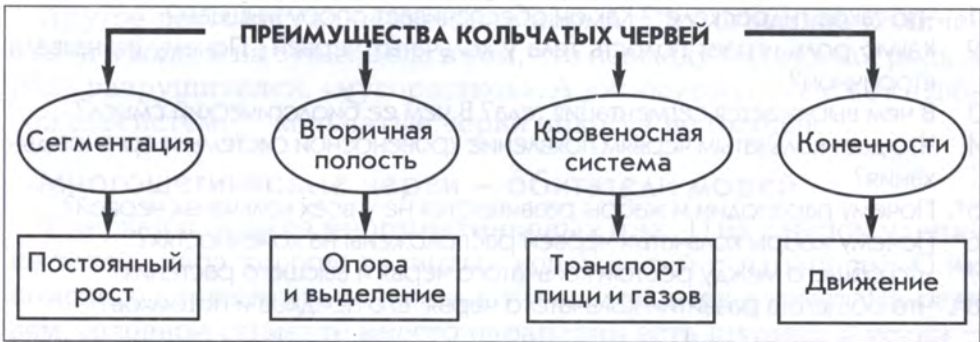 ПРЕИМУЩЕСТВА КОЛЬЧАТЫХ ЧЕРВЕЙ
Сегментация
Вторичная
полость
Кровеносная
система
Конечности
Постоянный
рост
Опора
и выделение
Транспорт
пищи и газов
Движение